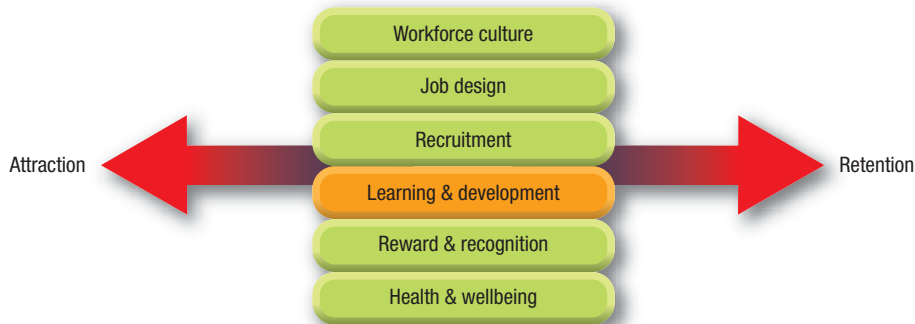 Workforce culture
Job design
Recruitment
Attraction
Retention
Learning & development
Reward & recognition
Health & wellbeing